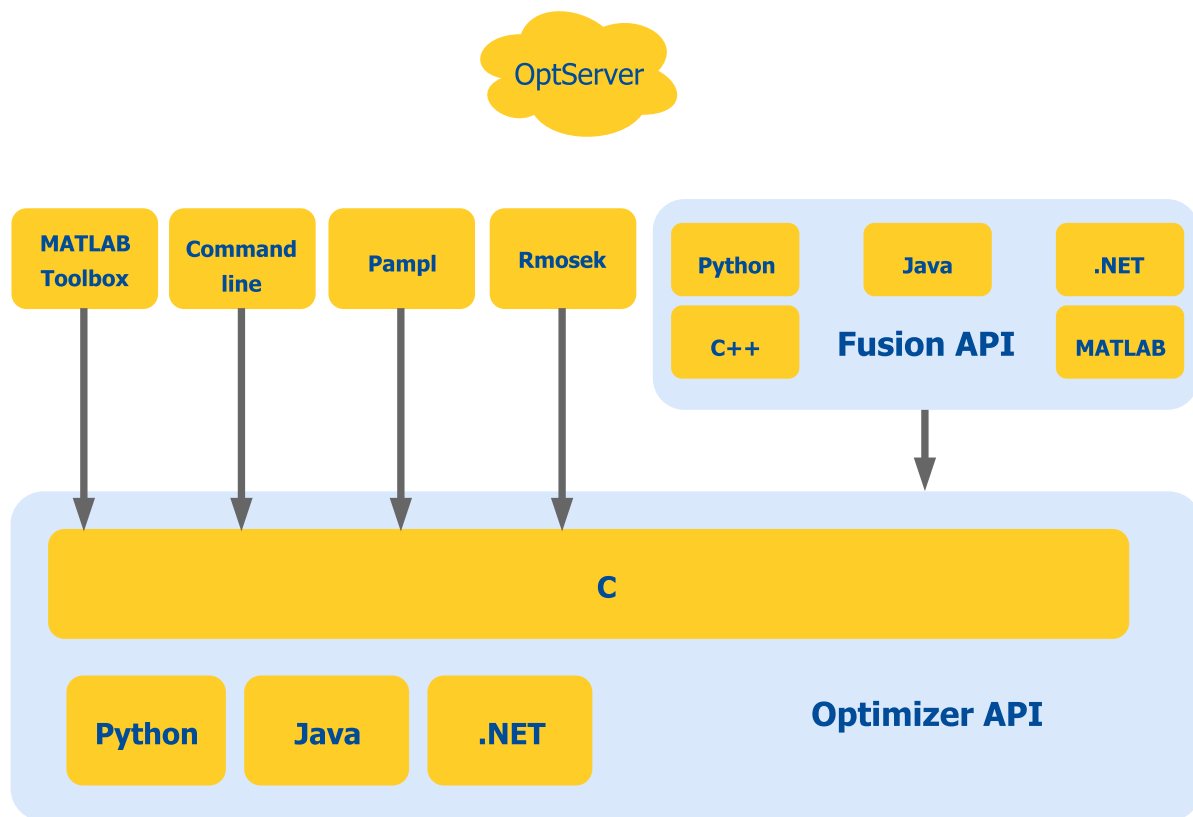 OptServer
MATLAB
Toolbox
Command
line
Pampl
Rmosek
Python
Java
.NET
C++
Fusion API
MATLAB
C
Python
Java
.NET
Optimizer API